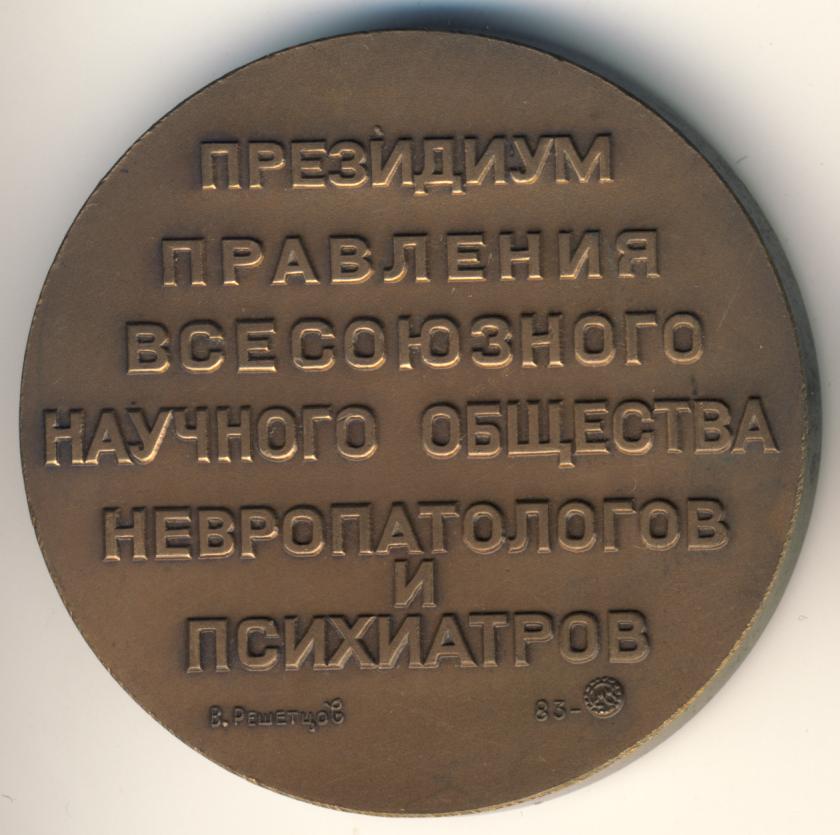 ПРЕЗИДИУМ
ПРАВЛЕНИЯ
ВСЕСОЮЗНОГО
НАУЧНОГО ОБЩЕСТВА
НЕВРОПАТОЛОГОВ
И
ПСИХИАТРОВ
В. РЕШЕТЦОВ 83-